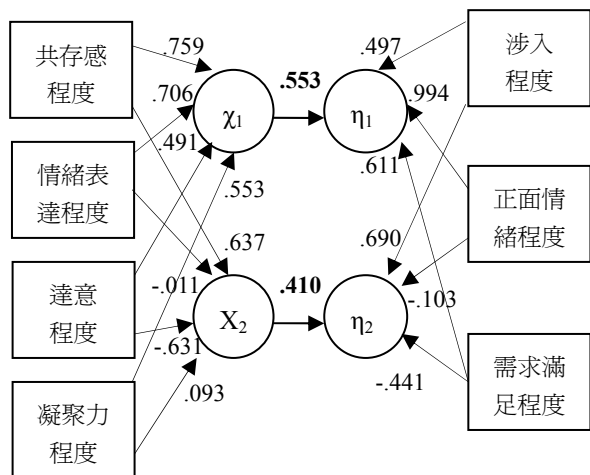 共存感
程度
情緒表
達程度
達意
程度
凝聚力
程度
.759
.706
.491
.553
.637
-.011
-.631
.093
χ1
X2
.553
.410
η1
η2
.497
.994
.611
.690
-.103
-.441
涉入
程度
正面情
緒程度
需求滿
足程度